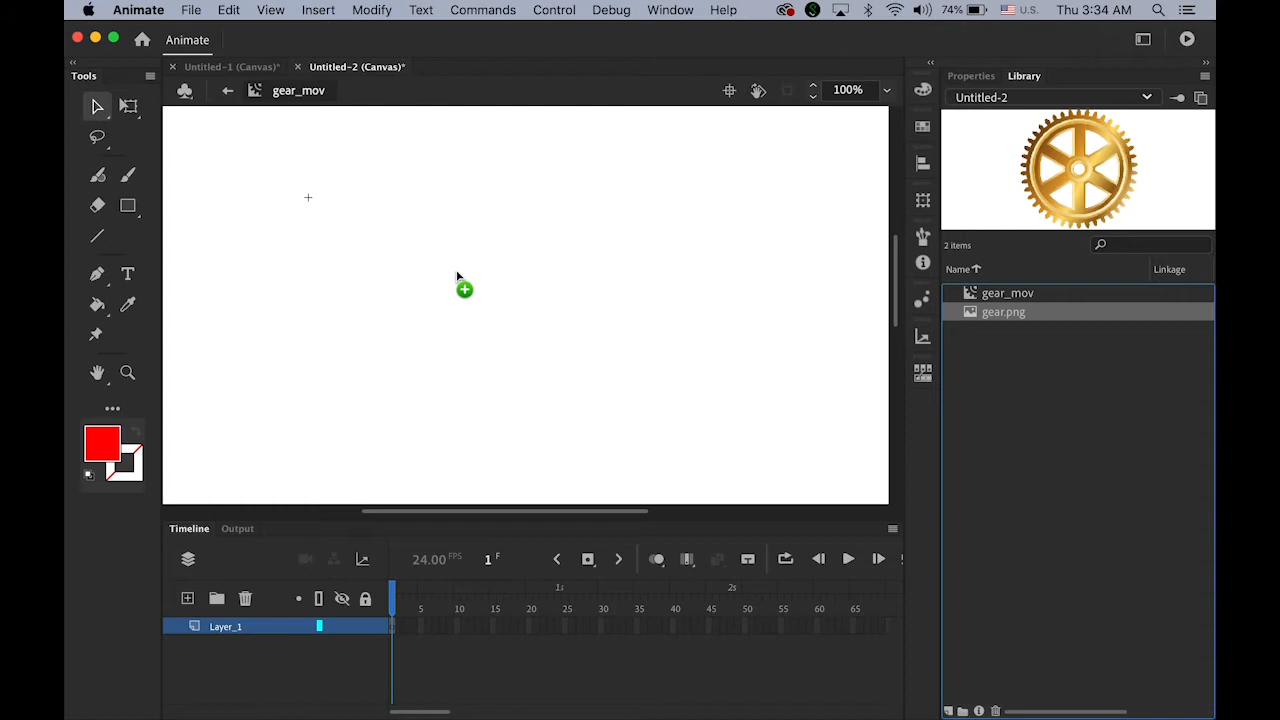 Animate File Edit View Insert Modify Text Commands Control Debug Window Help 74% U.S. Thu 3:34 AM
Animate
Untitled-1 (Canvas)* Untitled-2 (Canvas)*
Tools
gear_mov
100%
Properties Library
Untitled-2
2 items
Name Linkage
gear_mov
gear.png
Timeline Output
24.00 FPS 1 F
1s 2s
5 10 15 20 25 30 35 40 45 50 55 60 65
Layer_1